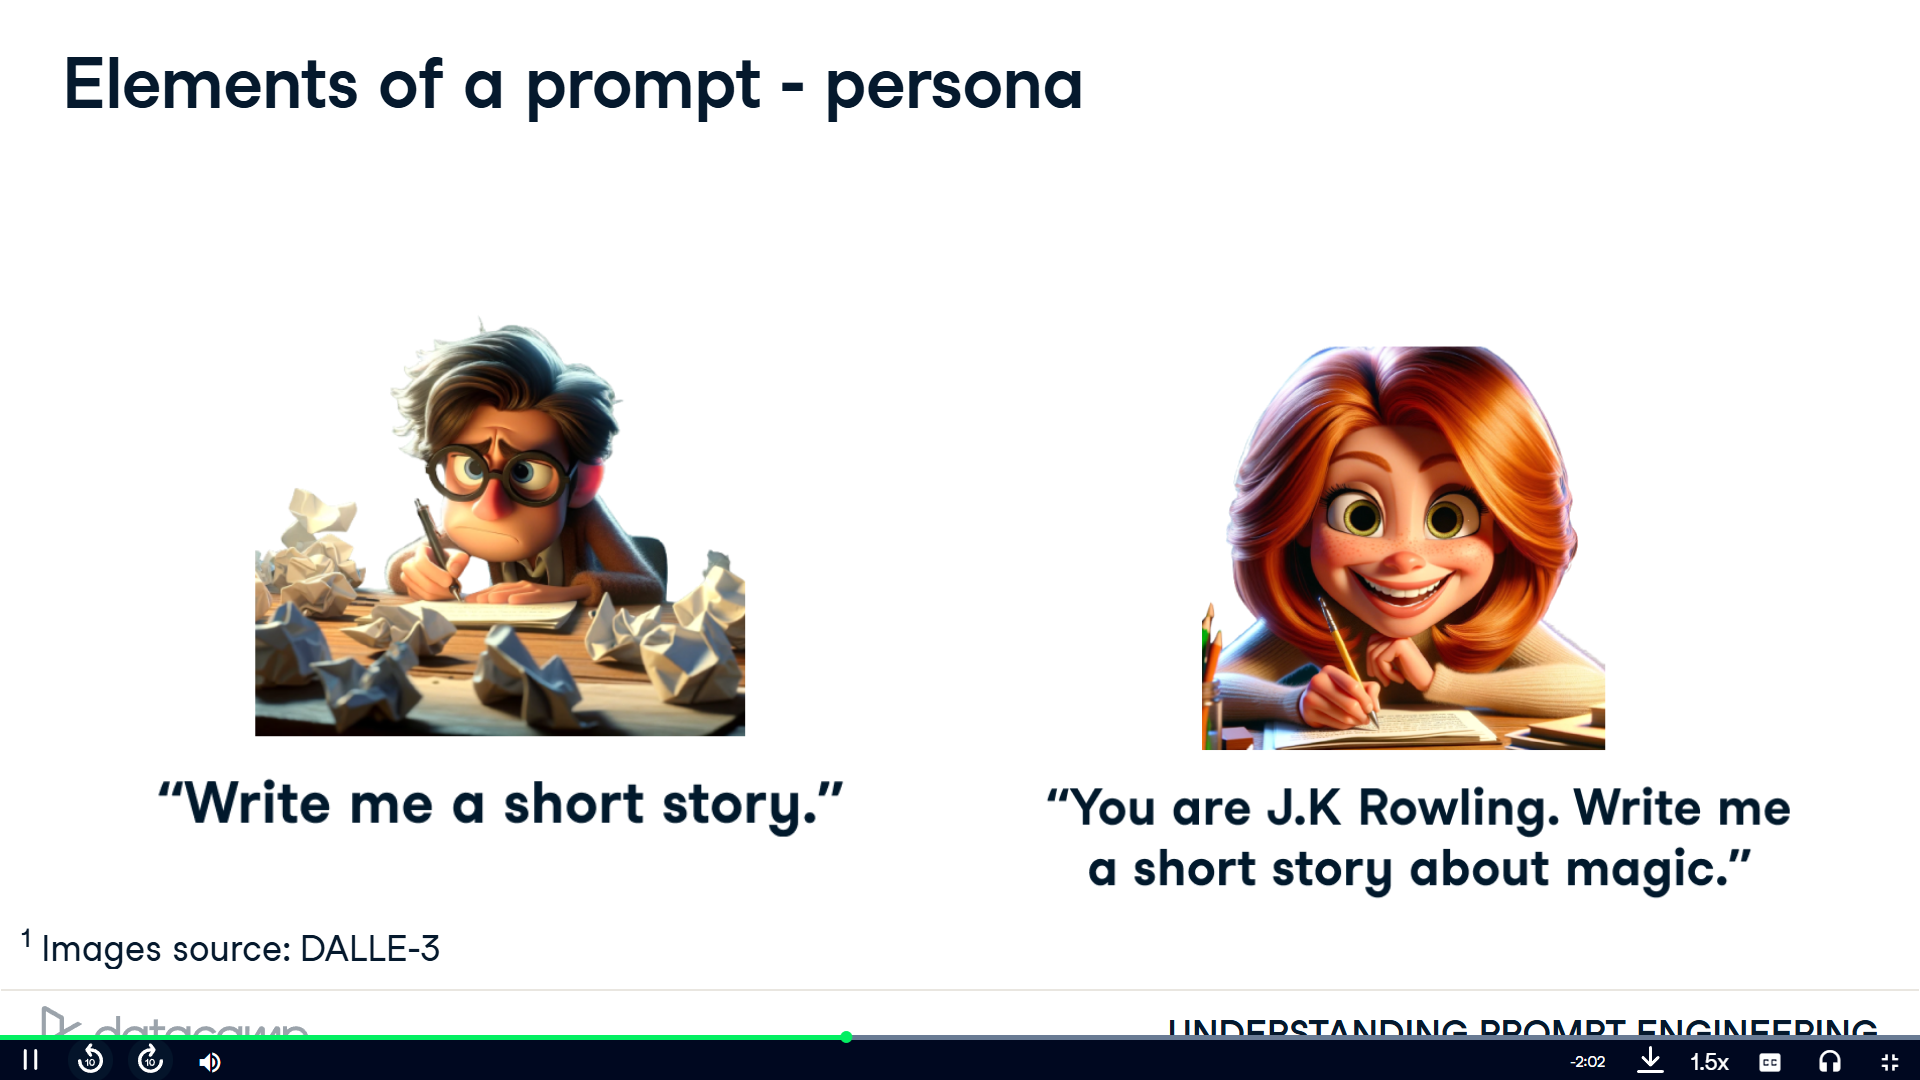 Elements of a prompt - persona
“Write me a short story.”
“You are J.K Rowling. Write me
a short story about magic.”
1 Images source: DALLE-3
datacamp
UNDERSTANDING PROMPT ENGINEERING
10
10
-2:02
1.5x
CC